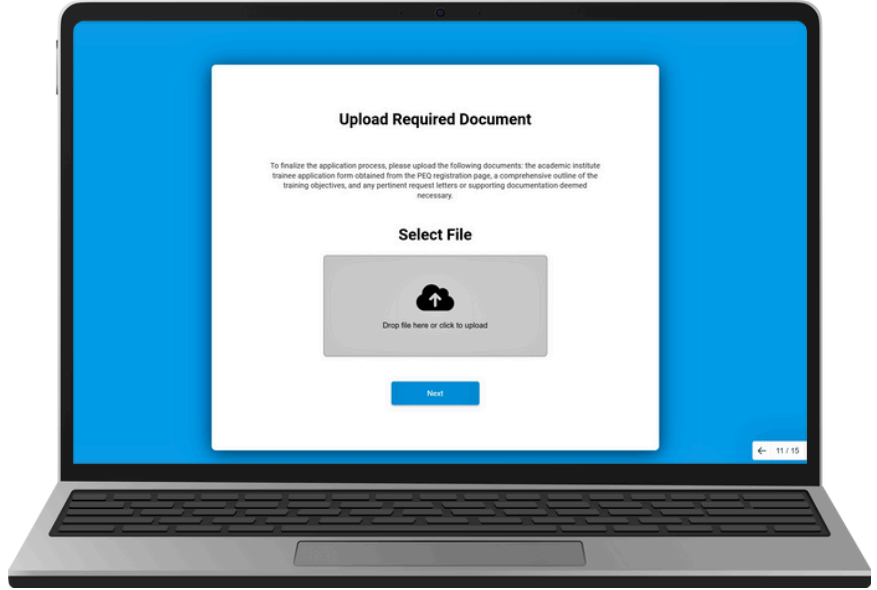 Upload Required Document
To finalize the application process, please upload the following documents: the academic institute
trainee application form obtained from the PEQ registration page, a comprehensive outline of the
training objectives, and any pertinent request letters or supporting documentation deemed
necessary.
Select File
Drop file here or click to upload
Next
← 11 / 15